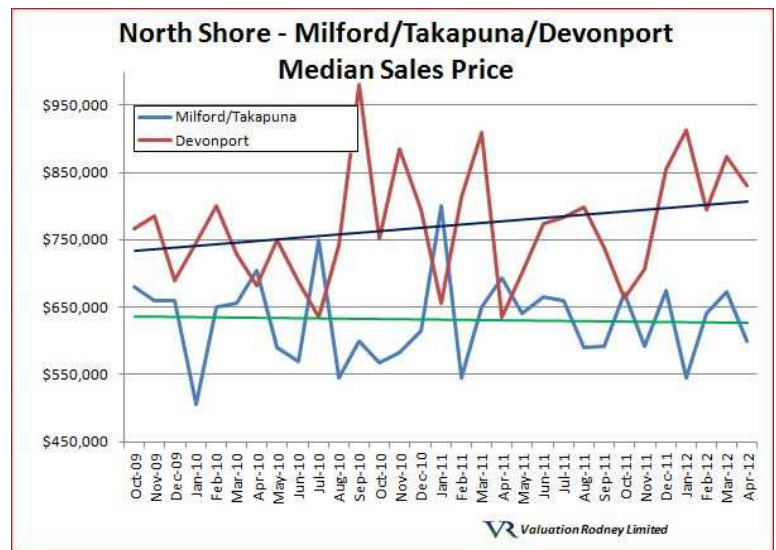 North Shore - Milford/Takapuna/Devonport
Median Sales Price
$950,000
$850,000
$750,000
$650,000
$550,000
$450,000
Milford/Takapuna
Devonport
Oct-09
Nov-09
Dec-09
Jan-10
Feb-10
Mar-10
Apr-10
May-10
Jun-10
Jul-10
Aug-10
Sep-10
Oct-10
Nov-10
Dec-10
Jan-11
Feb-11
Mar-11
Apr-11
May-11
Jun-11
Jul-11
Aug-11
Sep-11
Oct-11
Nov-11
Dec-11
Jan-12
Feb-12
Mar-12
Apr-12
VR Valuation Rodney Limited